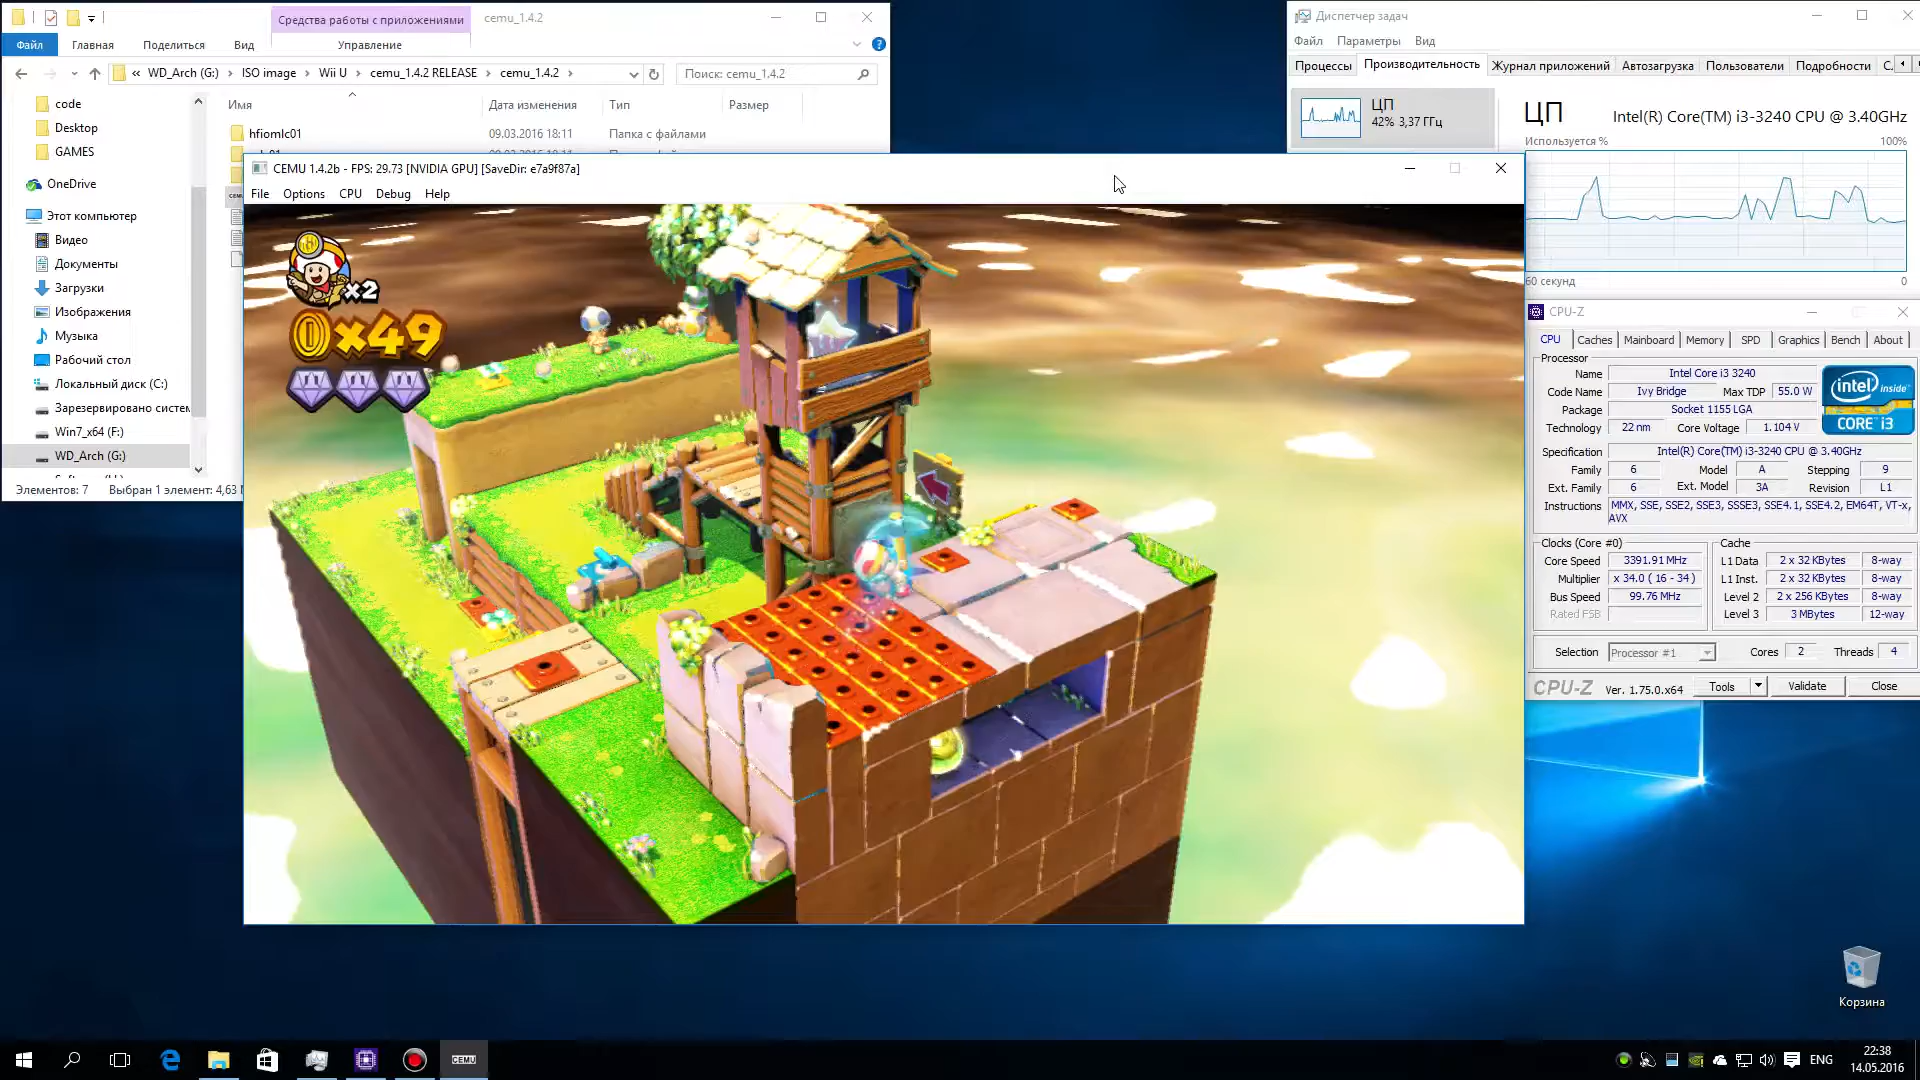 Средства работы с приложениями
cemu_1.4.2
Файл
Главная
Поделиться
Вид
Управление
« WD_Arch (G:) › ISO image › Wii U › cemu_1.4.2 RELEASE › cemu_1.4.2 ›
Поиск: cemu_1.4.2
Имя
Дата изменения
Тип
Размер
code
Desktop
GAMES
OneDrive
Этот компьютер
Видео
Документы
Загрузки
Изображения
Музыка
Рабочий стол
Локальный диск (C:)
Зарезервировано систем
Win7_x64 (F:)
WD_Arch (G:)
hfiomlc01
09.03.2016 18:11
Папка с файлами
Элементов: 7
Выбран 1 элемент: 4,63
CEMU 1.4.2b - FPS: 29.73 [NVIDIA GPU] [SaveDir: e7a9f87a]
File Options CPU Debug Help
x2
x49
Диспетчер задач
Файл Параметры Вид
Процессы
Производительность
Журнал приложений
Автозагрузка
Пользователи
Подробности
С.
ЦП
42% 3,37 ГГц
ЦП
Intel(R) Core(TM) i3-3240 CPU @ 3.40GHz
Используется %
100%
60 секунд
0
CPU-Z
CPU Caches Mainboard Memory SPD Graphics Bench About
Processor
Name Intel Core i3 3240
Code Name Ivy Bridge Max TDP 55.0 W
Package Socket 1155 LGA
Technology 22 nm Core Voltage 1.104 V
intel inside
CORE i3
Specification Intel(R) Core(TM) i3-3240 CPU @ 3.40GHz
Family 6 Model A Stepping 9
Ext. Family 6 Ext. Model 3A Revision L1
Instructions MMX, SSE, SSE2, SSE3, SSSE3, SSE4.1, SSE4.2, EM64T, VT-x,
AVX
Clocks (Core #0)
Core Speed 3391.91 MHz
Multiplier x 34.0 ( 16 - 34 )
Bus Speed 99.76 MHz
Rated FSB
Cache
L1 Data 2 x 32 KBytes 8-way
L1 Inst. 2 x 32 KBytes 8-way
Level 2 2 x 256 KBytes 8-way
Level 3 3 MBytes 12-way
Selection Processor #1 Cores 2 Threads 4
CPU-Z Ver. 1.75.0.x64 Tools Validate Close
Корзина
CEMU
ENG
22:38
14.05.2016